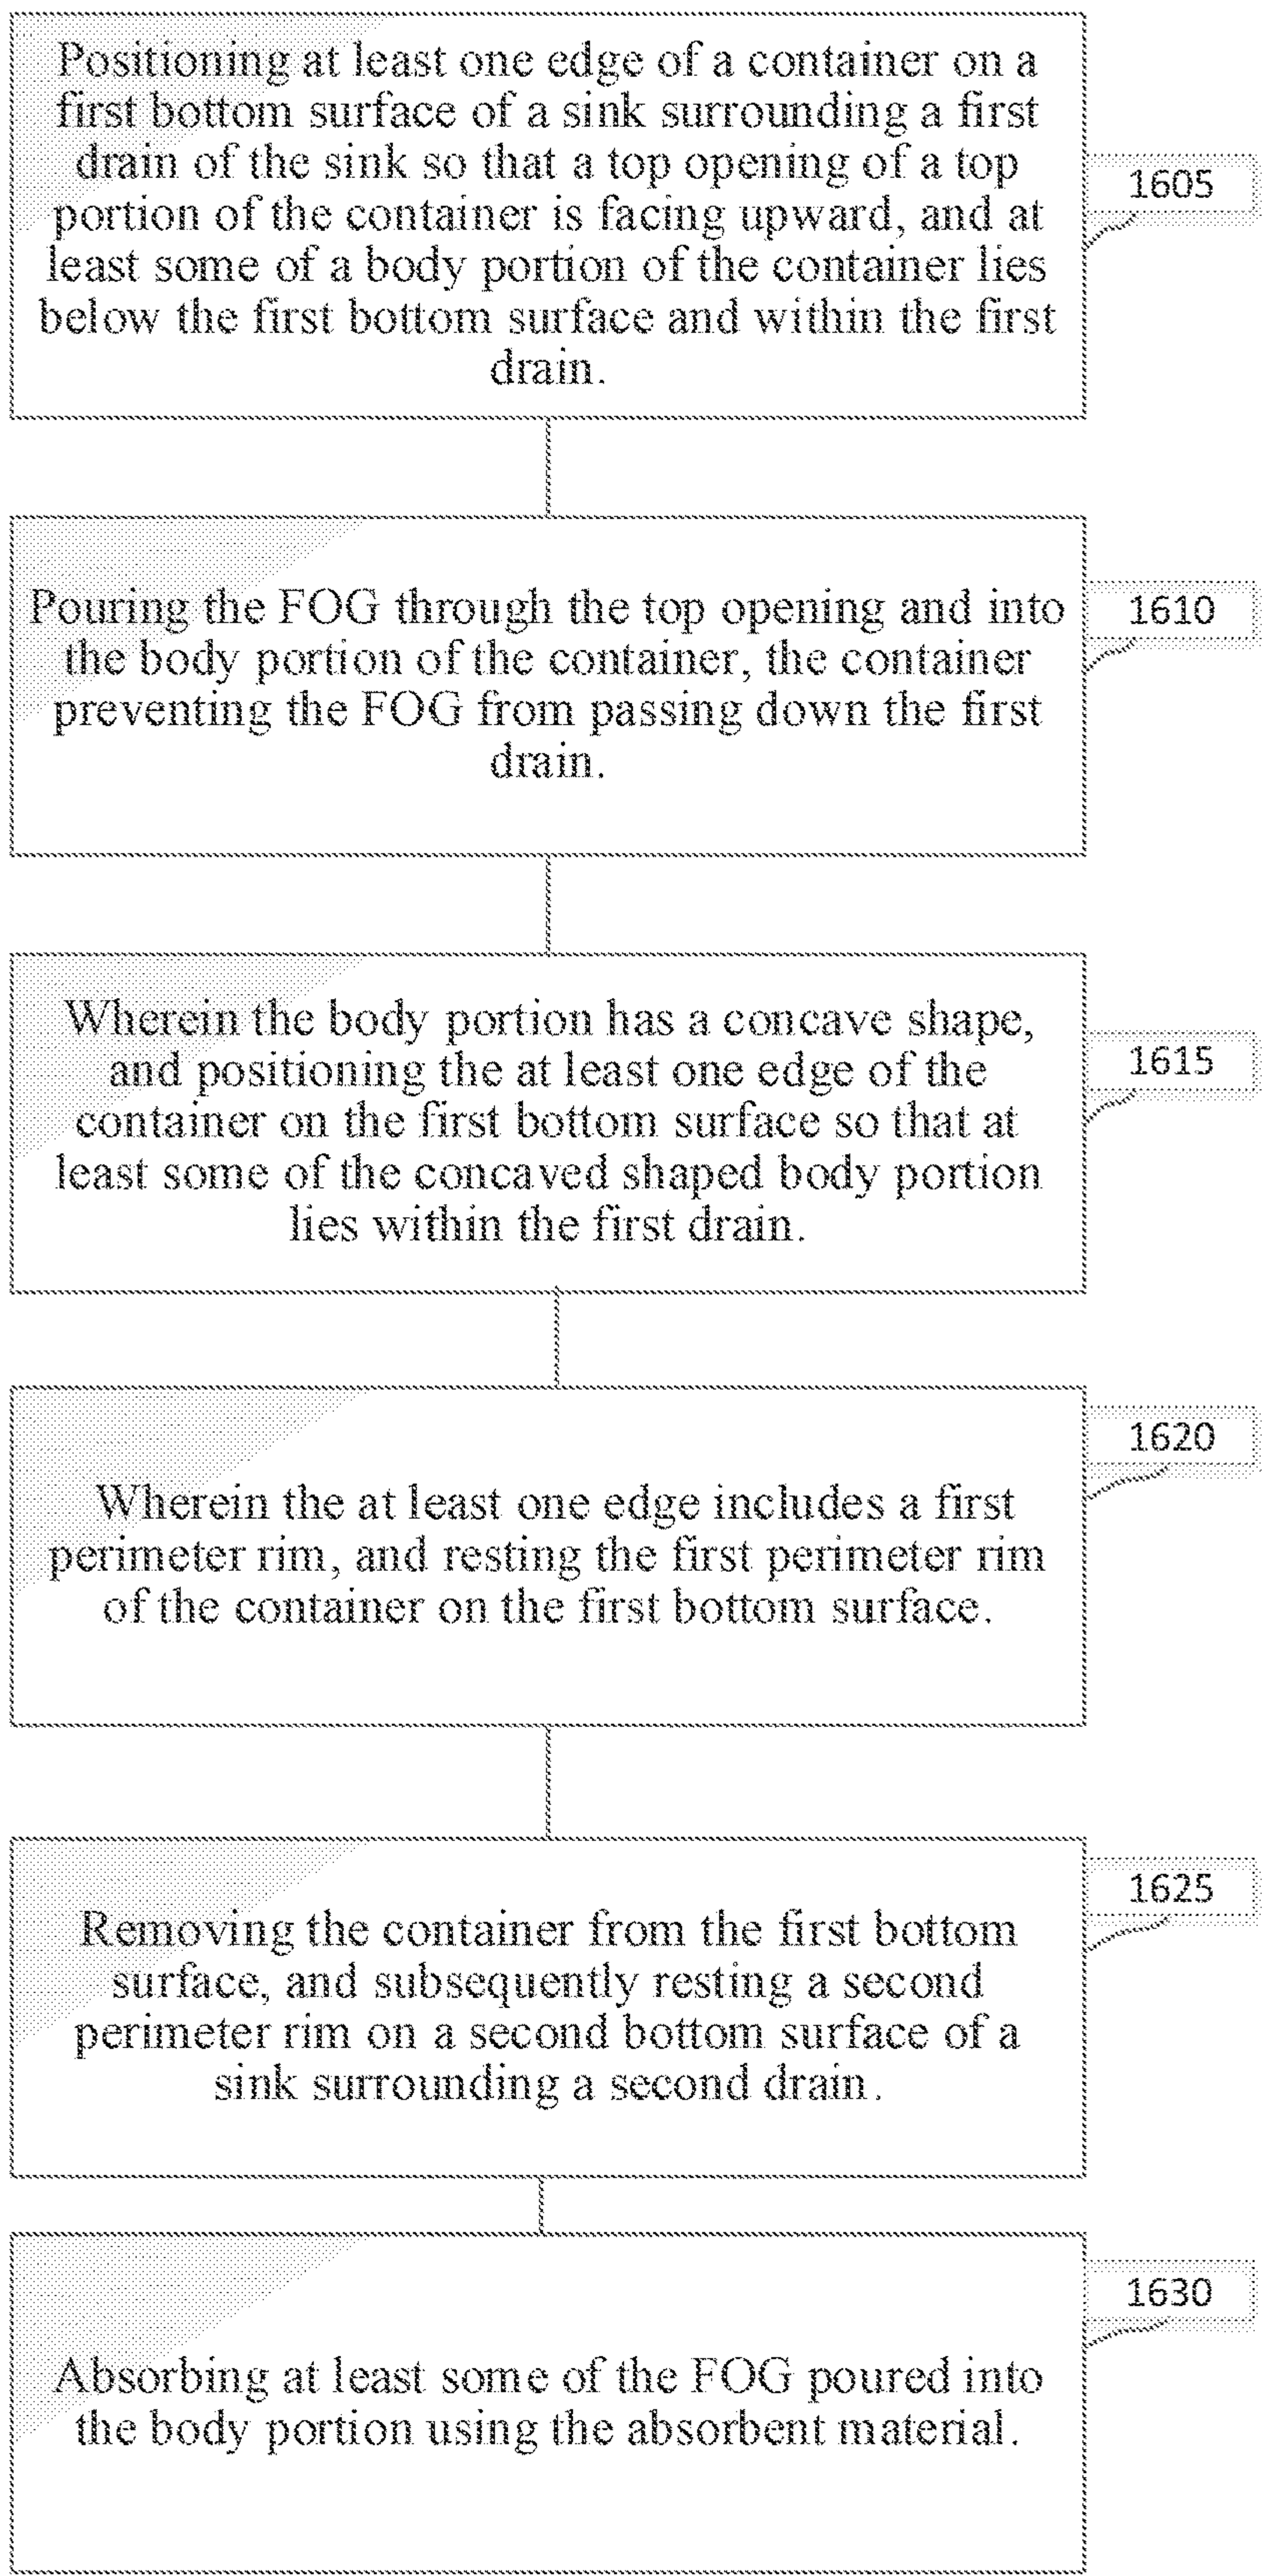 Positioning at least one edge of a container on a
first bottom surface of a sink surrounding a first
drain of the sink so that a top opening of a top
portion of the container is facing upward, and at
least some of a body portion of the container lies
below the first bottom surface and within the first
drain.
1605
Pouring the FOG through the top opening and into
the body portion of the container, the container
preventing the FOG from passing down the first
drain.
1610
Wherein the body portion has a concave shape,
and positioning the at least one edge of the
container on the first bottom surface so that at
least some of the concaved shaped body portion
lies within the first drain.
1615
Wherein the at least one edge includes a first
perimeter rim, and resting the first perimeter rim
of the container on the first bottom surface.
1620
Removing the container from the first bottom
surface, and subsequently resting a second
perimeter rim on a second bottom surface of a
sink surrounding a second drain.
1625
Absorbing at least some of the FOG poured into
the body portion using the absorbent material.
1630